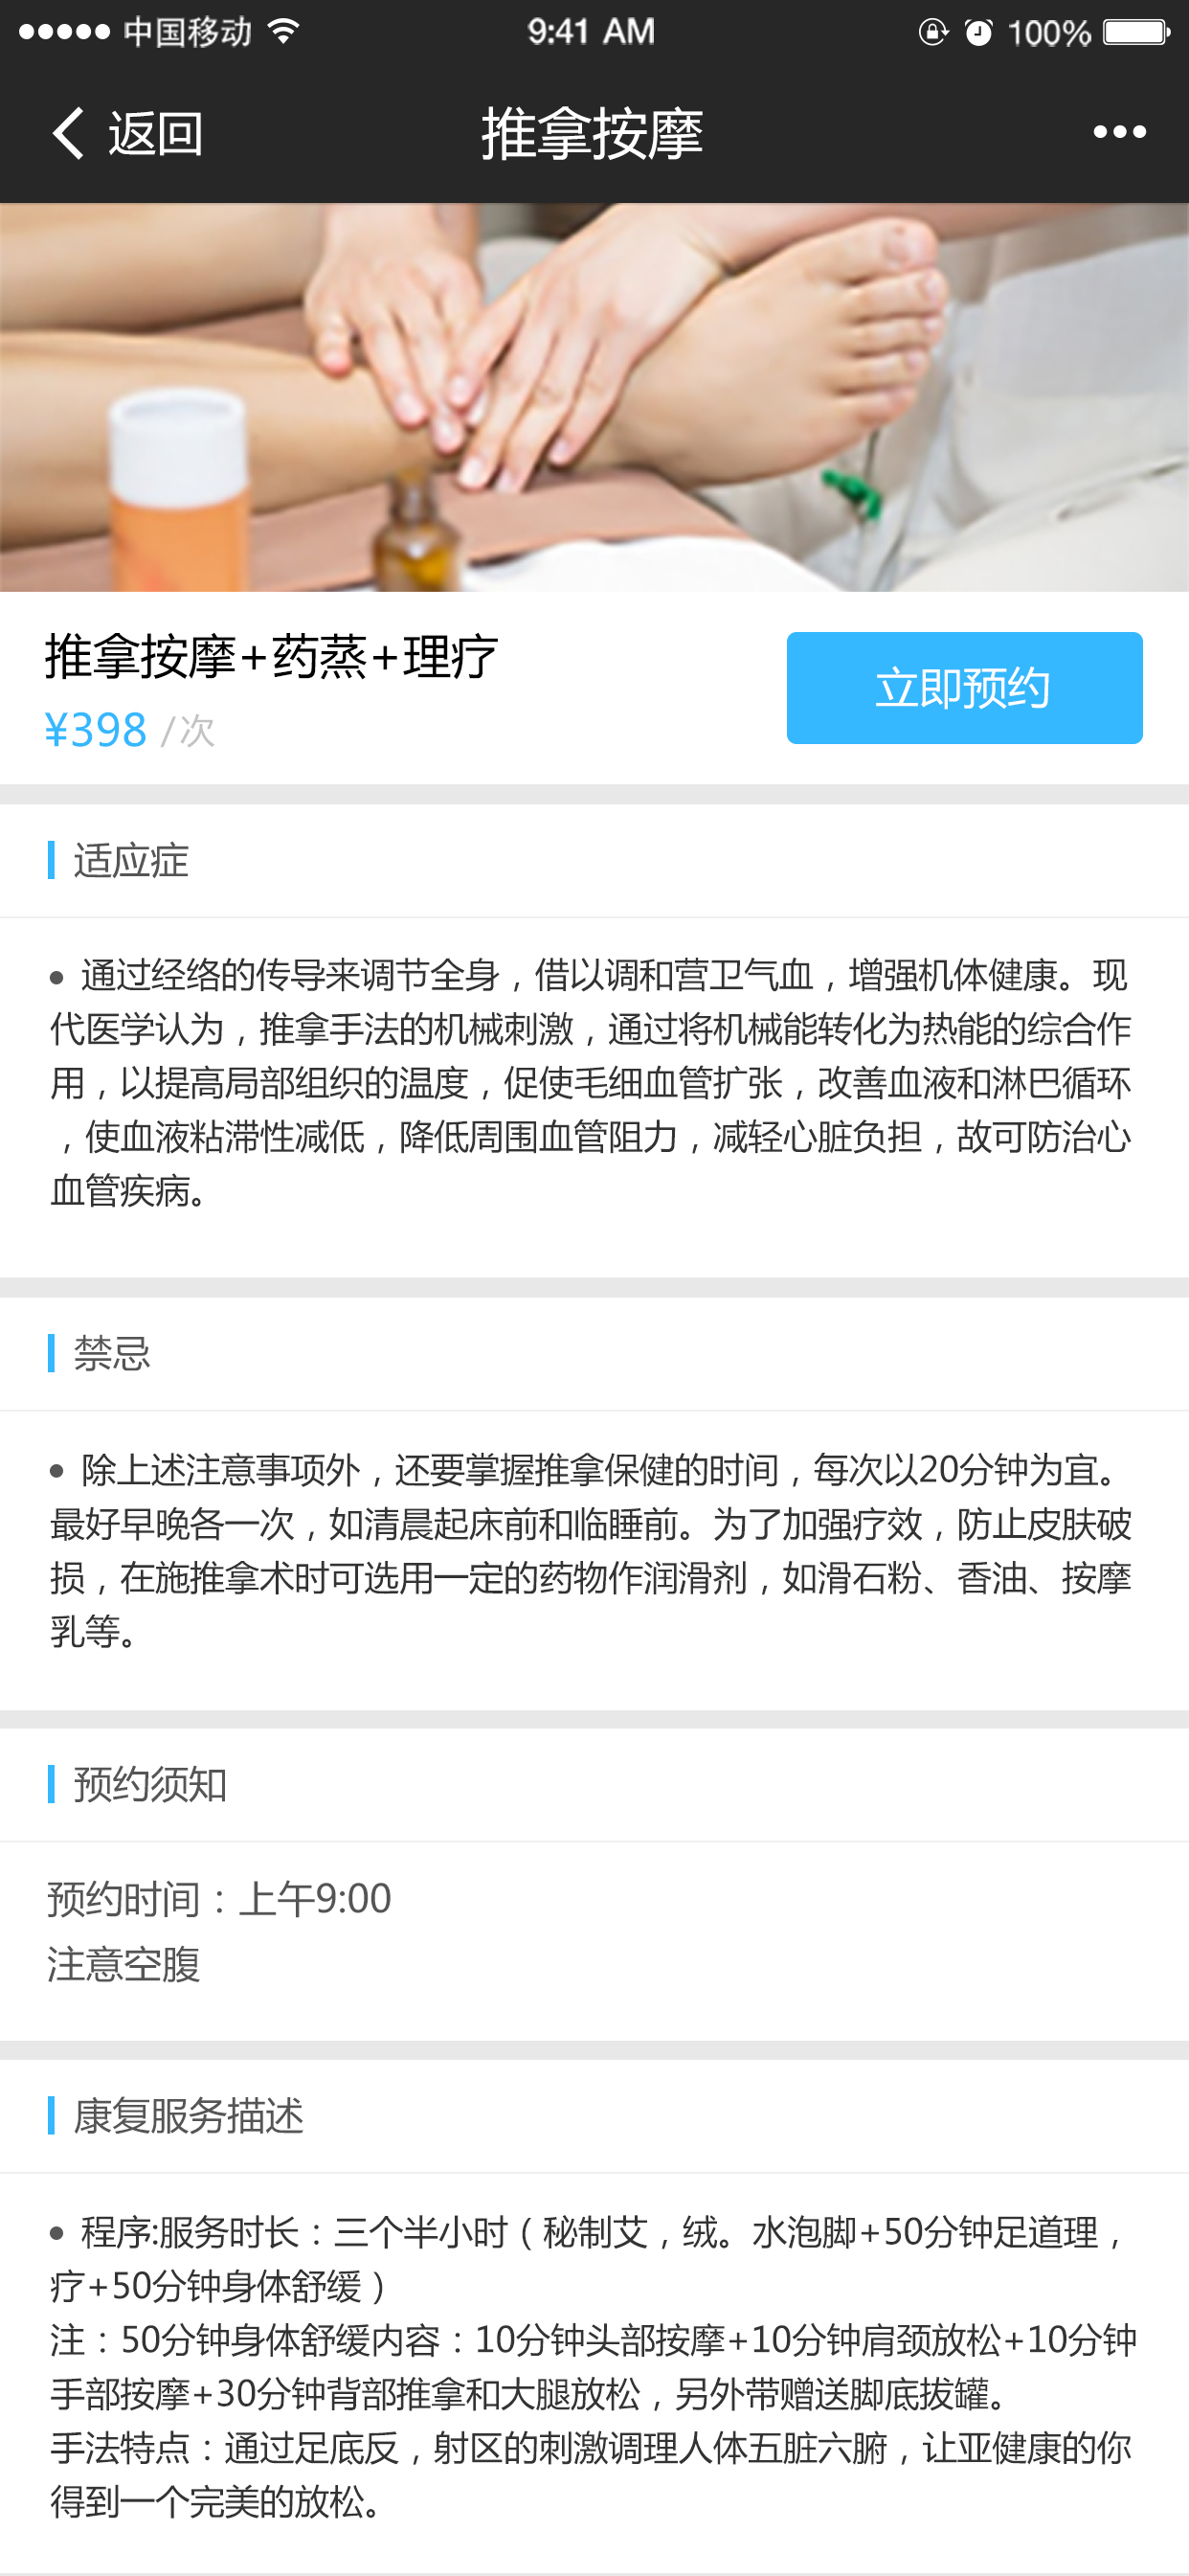 中国移动
9:41 AM
100%
返回
推拿按摩
推拿按摩+药蒸+理疗
¥398 /次
立即预约
适应症
• 通过经络的传导来调节全身，借以调和营卫气血，增强机体健康。现
代医学认为，推拿手法的机械刺激，通过将机械能转化为热能的综合作
用，以提高局部组织的温度，促使毛细血管扩张，改善血液和淋巴循环
，使血液粘滞性减低，降低周围血管阻力，减轻心脏负担，故可防治心
血管疾病。
禁忌
• 除上述注意事项外，还要掌握推拿保健的时间，每次以20分钟为宜。
最好早晚各一次，如清晨起床前和临睡前。为了加强疗效，防止皮肤破
损，在施推拿术时可选用一定的药物作润滑剂，如滑石粉、香油、按摩
乳等。
预约须知
预约时间：上午9:00
注意空腹
康复服务描述
• 程序:服务时长：三个半小时（秘制艾，绒。水泡脚+50分钟足道理，
疗+50分钟身体舒缓）
注：50分钟身体舒缓内容：10分钟头部按摩+10分钟肩颈放松+10分钟
手部按摩+30分钟背部推拿和大腿放松，另外带赠送脚底拔罐。
手法特点：通过足底反，射区的刺激调理人体五脏六腑，让亚健康的你
得到一个完美的放松。